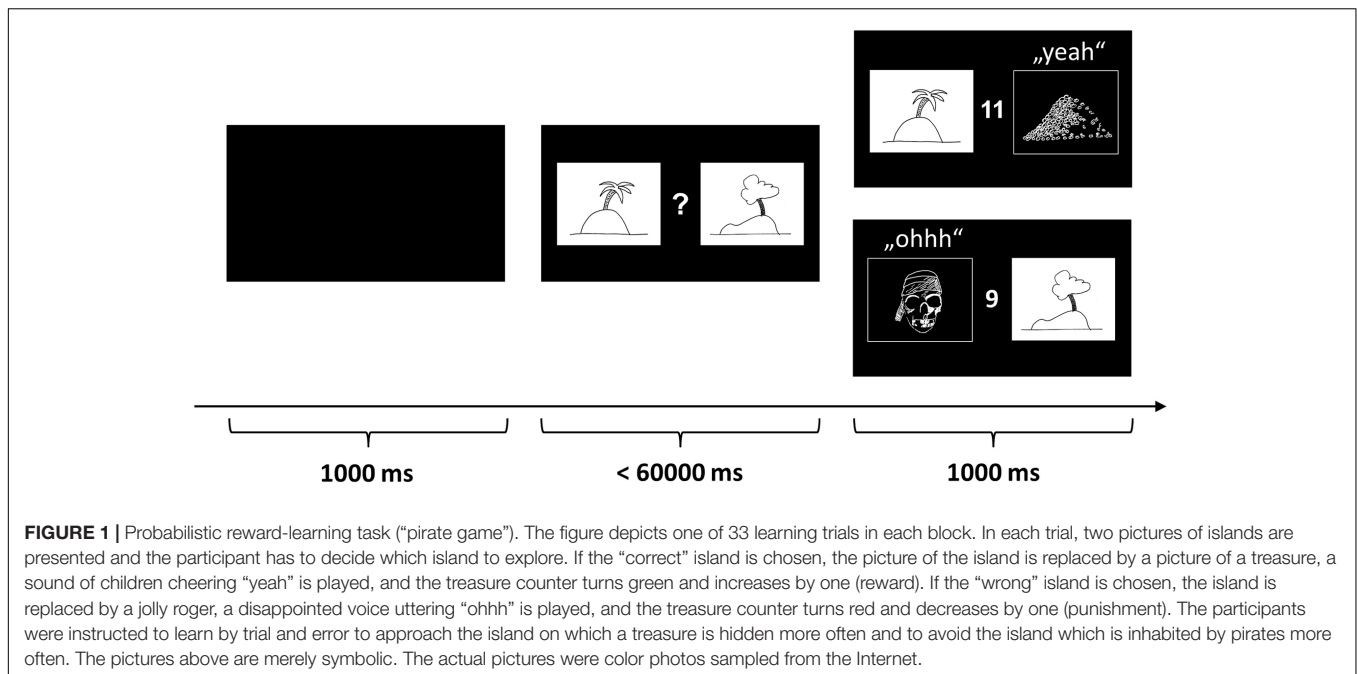 „yeah“
11
?
„ohhh“
9
1000 ms
< 60000 ms
1000 ms
FIGURE 1 | Probabilistic reward-learning task (“pirate game”). The figure depicts one of 33 learning trials in each block. In each trial, two pictures of islands are
presented and the participant has to decide which island to explore. If the “correct” island is chosen, the picture of the island is replaced by a picture of a treasure, a
sound of children cheering “yeah” is played, and the treasure counter turns green and increases by one (reward). If the “wrong” island is chosen, the island is
replaced by a jolly roger, a disappointed voice uttering “ohhh” is played, and the treasure counter turns red and decreases by one (punishment). The participants
were instructed to learn by trial and error to approach the island on which a treasure is hidden more often and to avoid the island which is inhabited by pirates more
often. The pictures above are merely symbolic. The actual pictures were color photos sampled from the Internet.